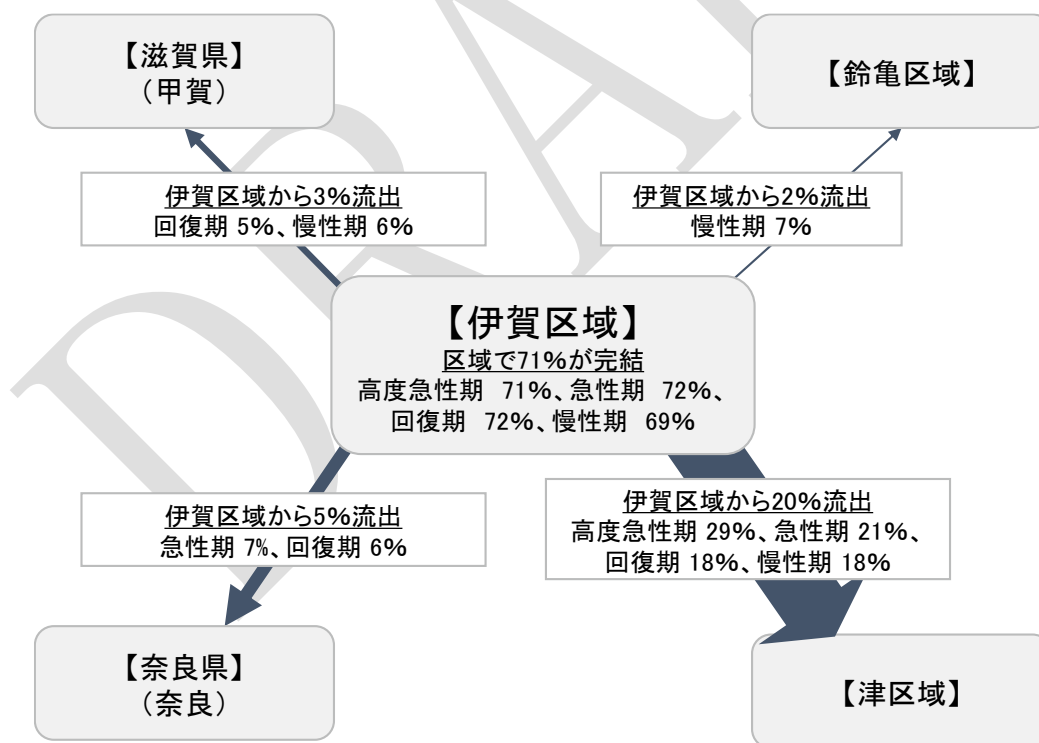 【滋賀県】
（甲賀）
【鈴亀区域】
伊賀区域から3%流出
回復期 5%、慢性期 6%
伊賀区域から2%流出
慢性期 7%
【伊賀区域】
区域で71%が完結
高度急性期　71%、急性期　72%、
回復期　72%、慢性期　69%
伊賀区域から5%流出
急性期 7%、回復期 6%
伊賀区域から20%流出
高度急性期 29%、急性期 21%、
回復期 18%、慢性期 18%
【奈良県】
（奈良）
【津区域】
DRA